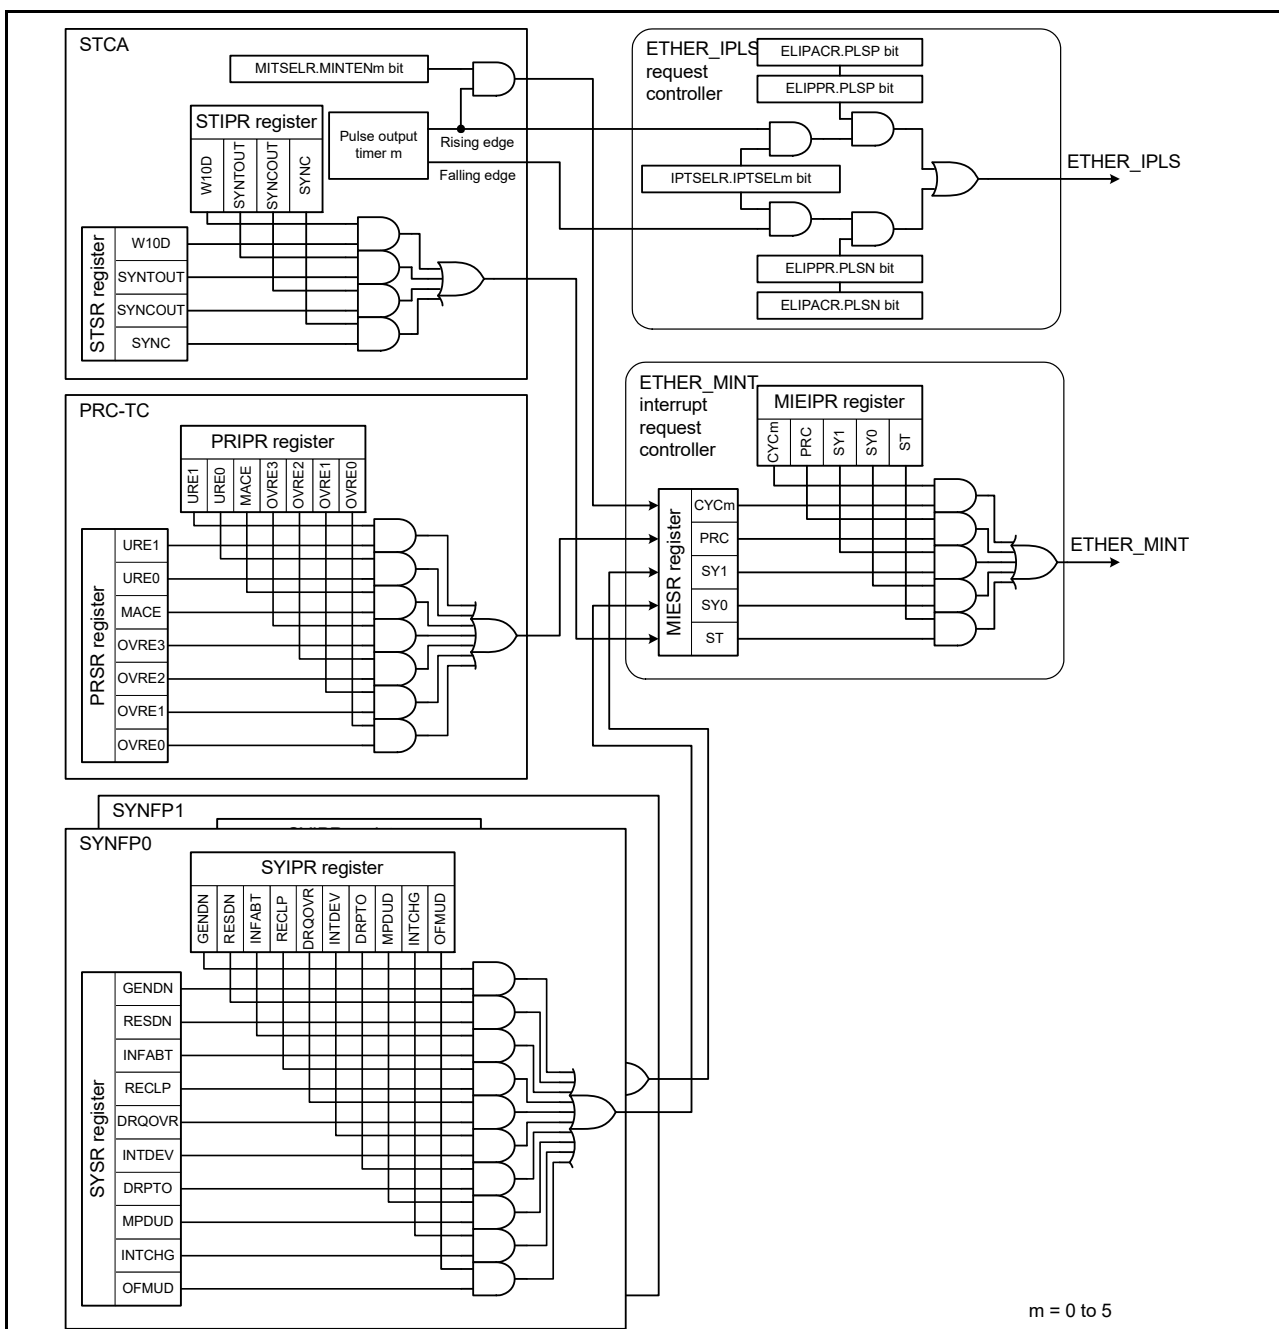 STCA
MITSELR.MINTENm bit
STIPR register
W10D
SYNTOUT
SYNCOUT
SYNC
Pulse output
timer m
Rising edge
Falling edge
STSR register
W10D
SYNTOUT
SYNCOUT
SYNC
ETHER_IPLS
request
controller
ELIPACR.PLSP bit
ELIPPR.PLSP bit
IPTSELR.IPTSELm bit
ELIPPR.PLSN bit
ELIPACR.PLSN bit
ETHER_IPLS
PRC-TC
PRIPR register
URE1
URE0
MACE
OVRE3
OVRE2
OVRE1
OVRE0
PRSR register
URE1
URE0
MACE
OVRE3
OVRE2
OVRE1
OVRE0
ETHER_MINT
interrupt
request
controller
MIEIPR register
CYCm
PRC
SY1
SY0
ST
MIESR register
CYCm
PRC
SY1
SY0
ST
ETHER_MINT
SYNFP1
SYNFP0
SYIPR register
GENDN
RESDN
INFABT
RECLP
DRQOVR
INTDEV
DRPTO
MPDUD
INTCHG
OFMUD
SYSR register
GENDN
RESDN
INFABT
RECLP
DRQOVR
INTDEV
DRPTO
MPDUD
INTCHG
OFMUD
m = 0 to 5